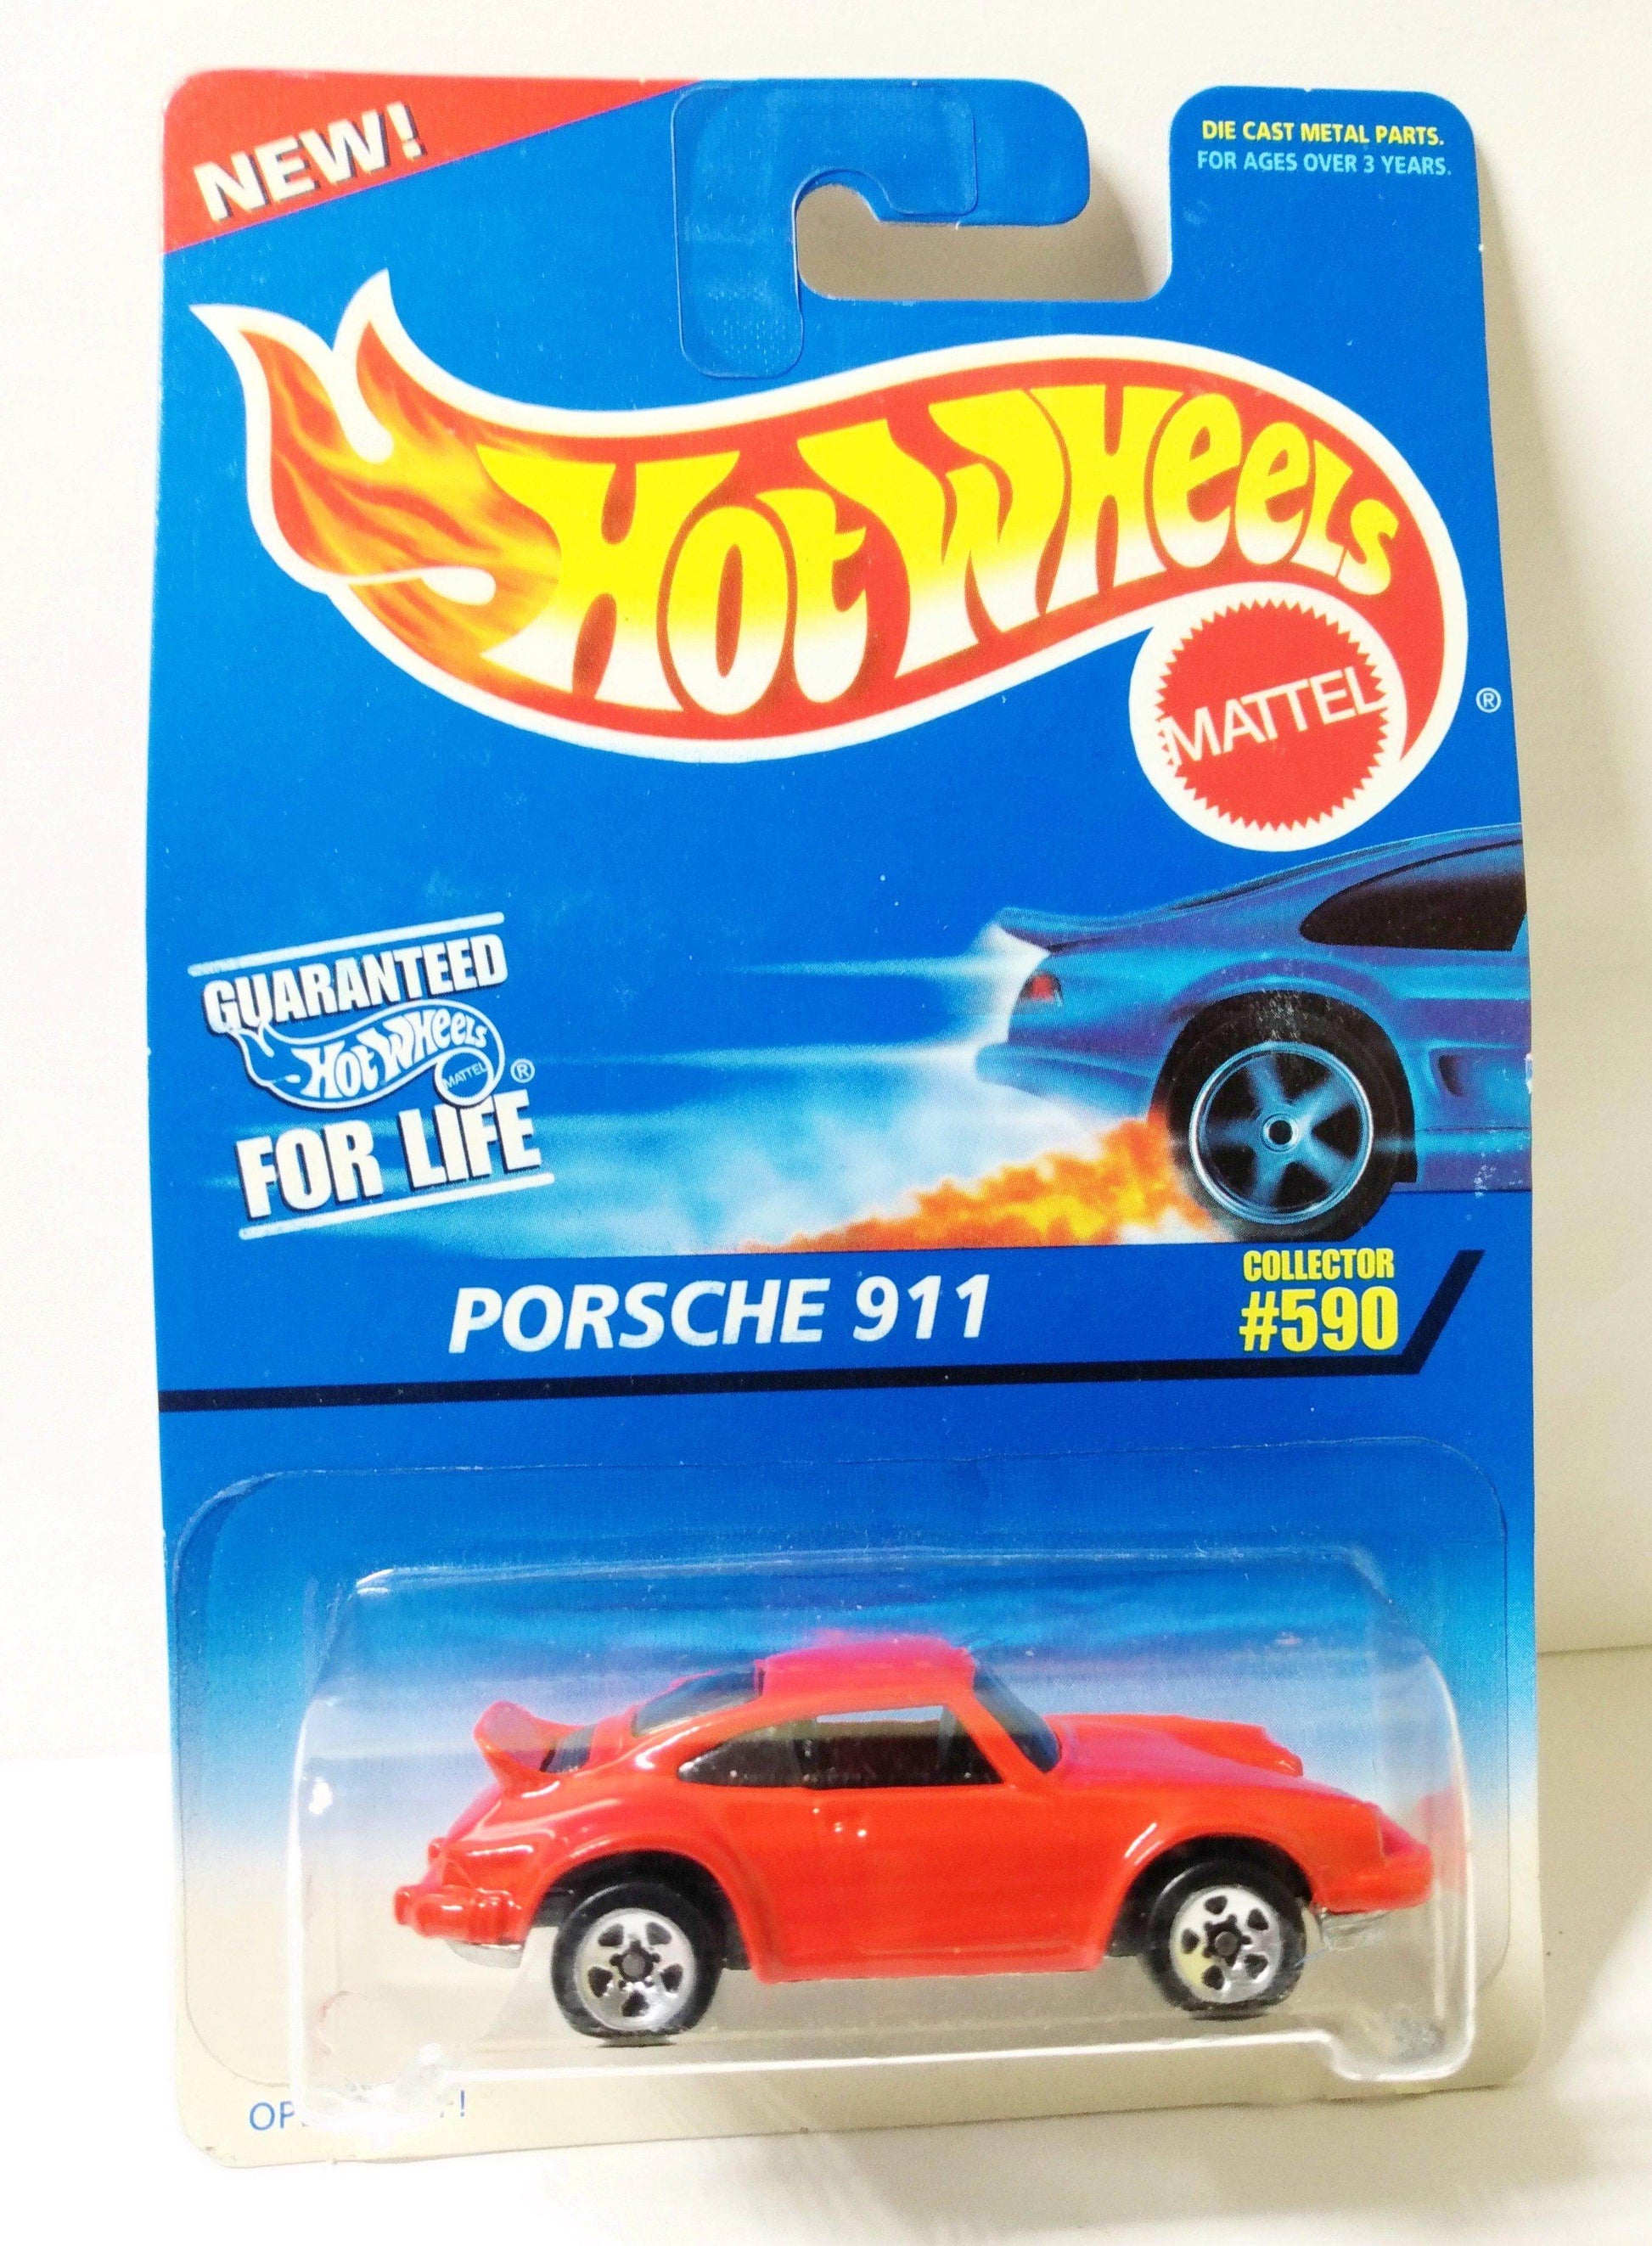 NEW!
DIE CAST METAL PARTS.
FOR AGES OVER 3 YEARS.
Hot Wheels
MATTEL
®
GUARANTEED
Hot Wheels
MATTEL ®
FOR LIFE
PORSCHE 911
COLLECTOR
#590